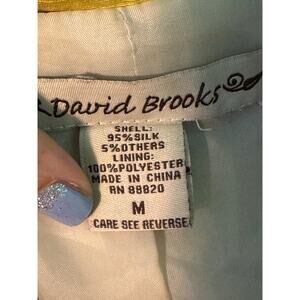 David Brooks
SHELL:
95%SILK
5%OTHERS
LINING:
100%POLYESTER
MADE IN CHINA
RN 88820
M
CARE SEE REVERSE